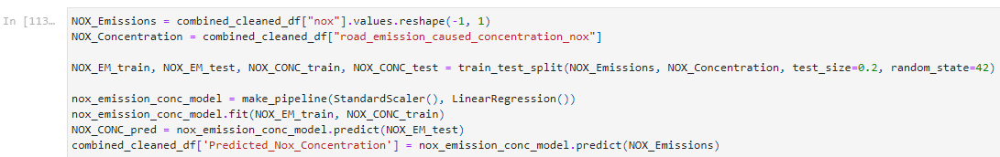 In [113… NOX_Emissions = combined_cleaned_df["nox"].values.reshape(-1, 1)
NOX_Concentration = combined_cleaned_df["road_emission_caused_concentration_nox"]
NOX_EM_train, NOX_EM_test, NOX_CONC_train, NOX_CONC_test = train_test_split(NOX_Emissions, NOX_Concentration, test_size=0.2, random_state=42)
nox_emission_conc_model = make_pipeline(StandardScaler(), LinearRegression())
nox_emission_conc_model.fit(NOX_EM_train, NOX_CONC_train)
NOX_CONC_pred = nox_emission_conc_model.predict(NOX_EM_test)
combined_cleaned_df['Predicted_Nox_Concentration'] = nox_emission_conc_model.predict(NOX_Emissions)